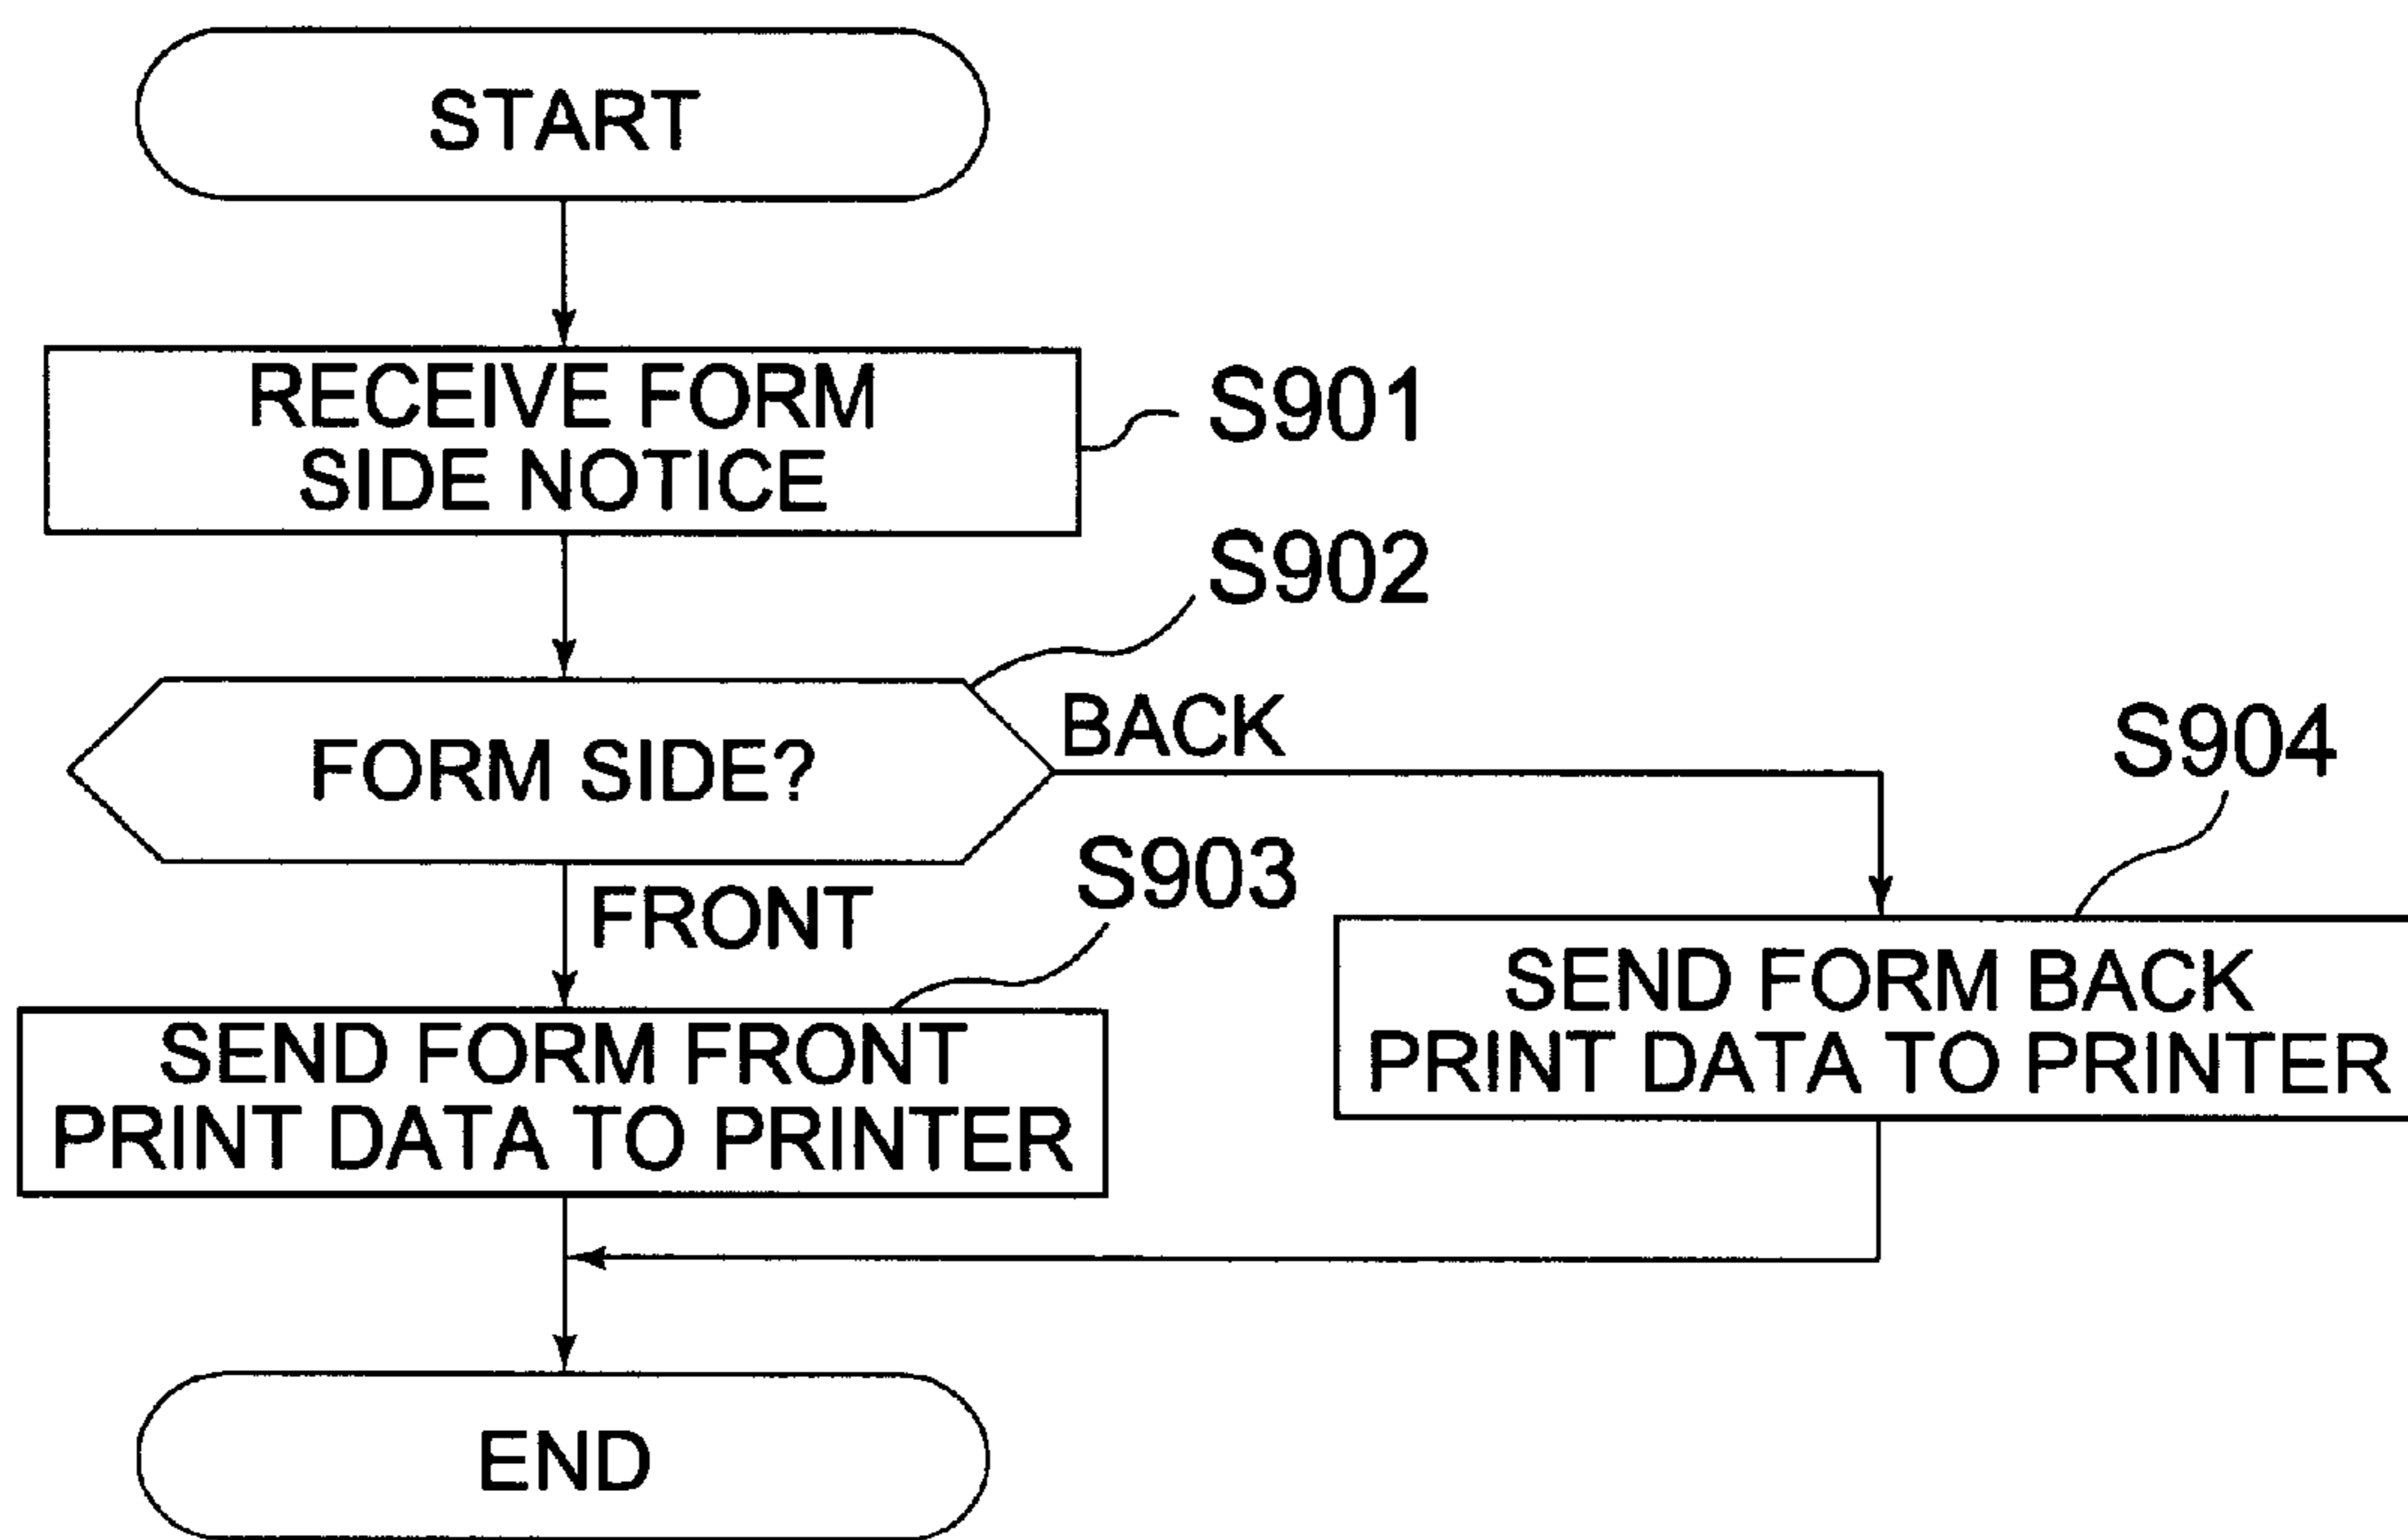 START
RECEIVE FORM
SIDE NOTICE
S901
S902
FORM SIDE?
BACK
S904
FRONT
S903
SEND FORM FRONT
PRINT DATA TO PRINTER
SEND FORM BACK
PRINT DATA TO PRINTER
END